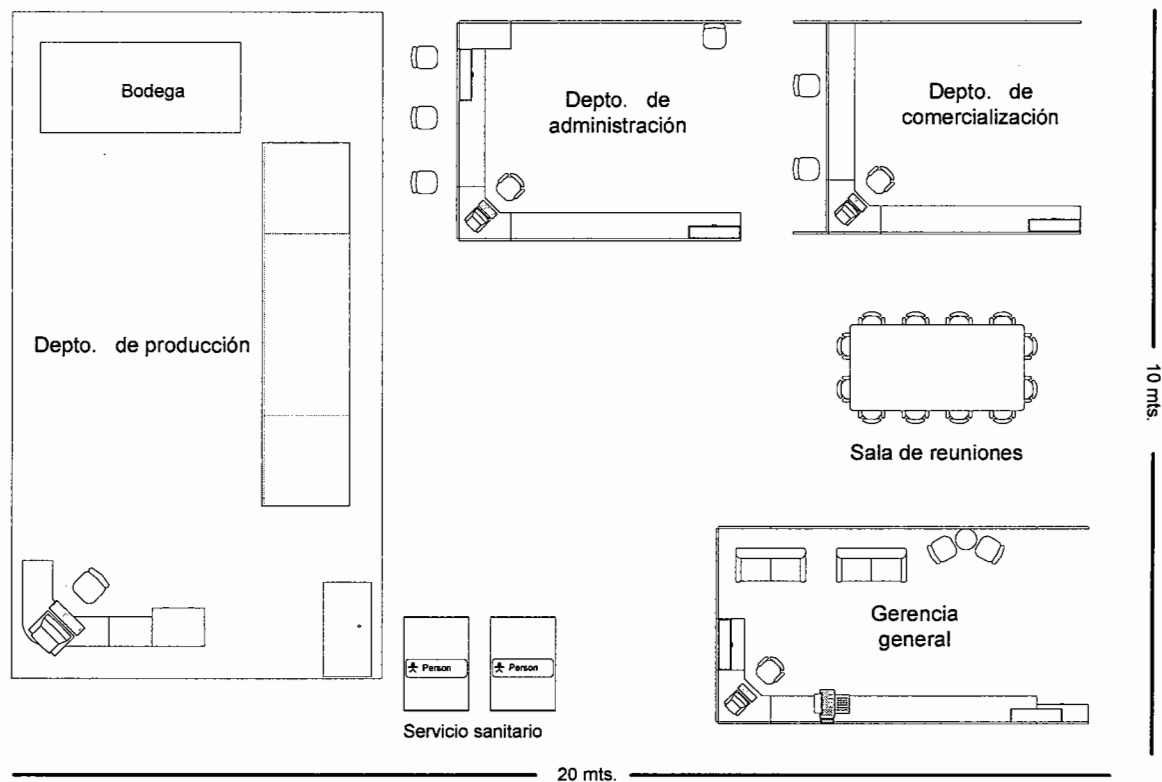 Bodega
Depto. de
administración
Depto. de
comercialización
Depto. de producción
10 mts.
Sala de reuniones
Gerencia
general
Person
Person
Servicio sanitario
20 mts.